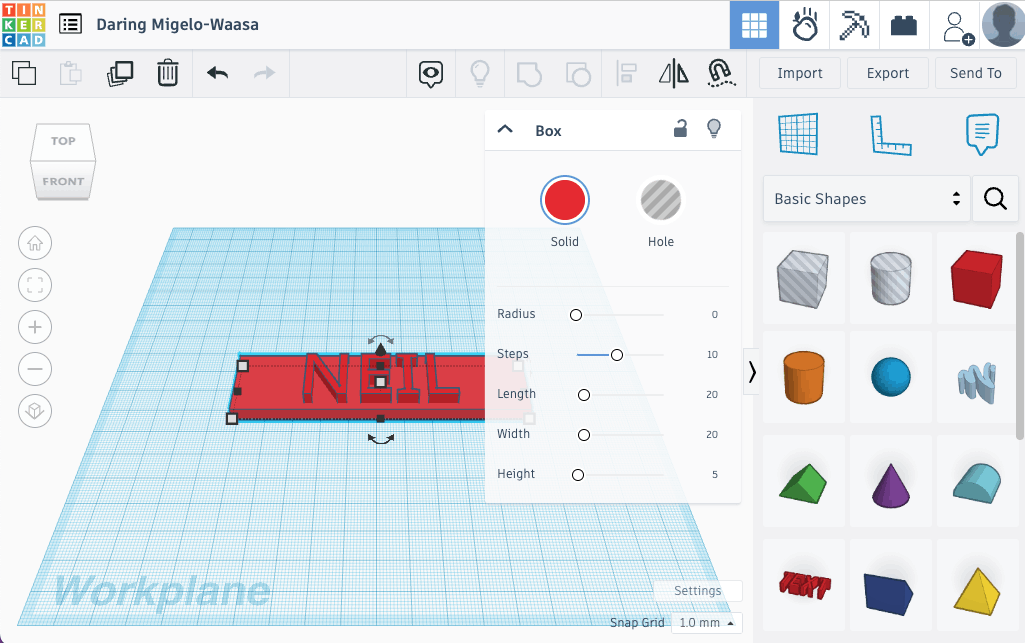 TIN
KER
CAD
Daring Migelo-Waasa
Import
Export
Send To
TOP
FRONT
Box
Solid
Hole
Radius 0
Steps 10
Length 20
Width 20
Height 5
NEIL
Basic Shapes
TEXT
Workplane
Settings
Snap Grid 1.0 mm